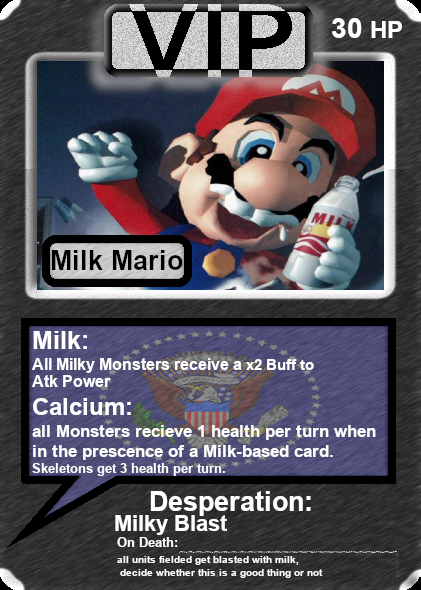 VIP
30 HP
MILK
Milk Mario
Milk:
All Milky Monsters receive a x2 Buff to
Atk Power
Calcium:
all Monsters recieve 1 health per turn when
in the prescence of a Milk-based card.
Skeletons get 3 health per turn.
Desperation:
Milky Blast
On Death:
all units fielded get blasted with milk,
decide whether this is a good thing or not